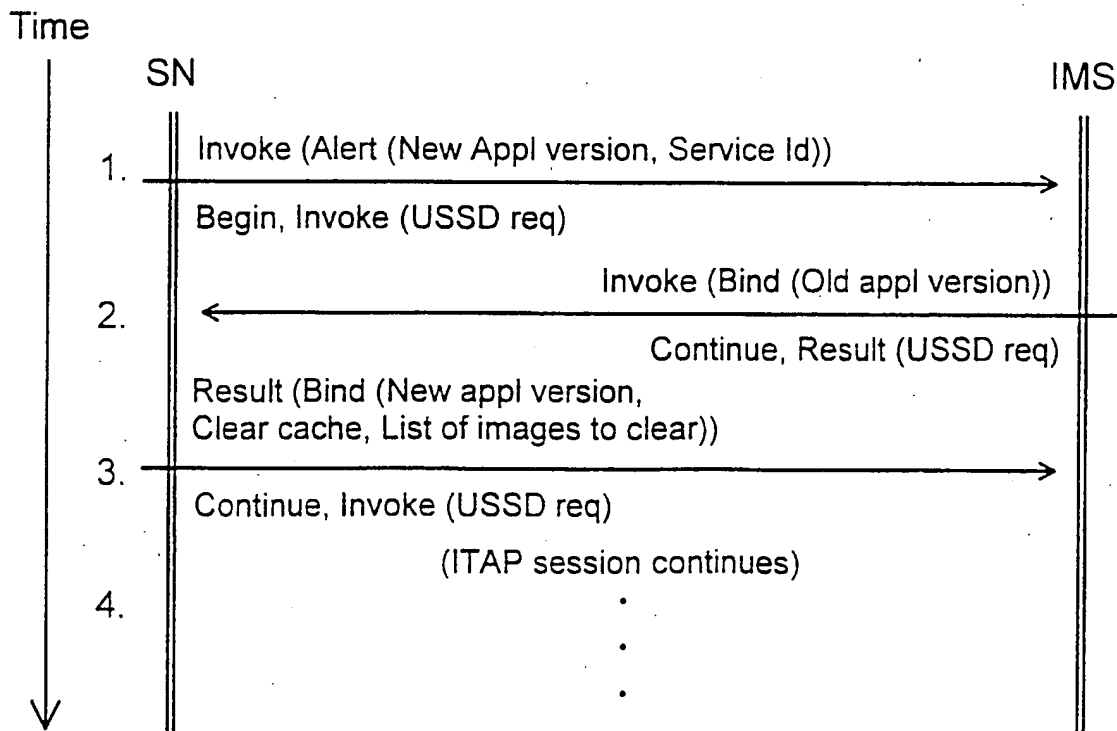 Time
SN
IMS
1.
Invoke (Alert (New Appl version, Service Id))
Begin, Invoke (USSD req)
Invoke (Bind (Old appl version))
2.
Continue, Result (USSD req)
Result (Bind (New appl version,
Clear cache, List of images to clear))
3.
Continue, Invoke (USSD req)
(ITAP session continues)
4.